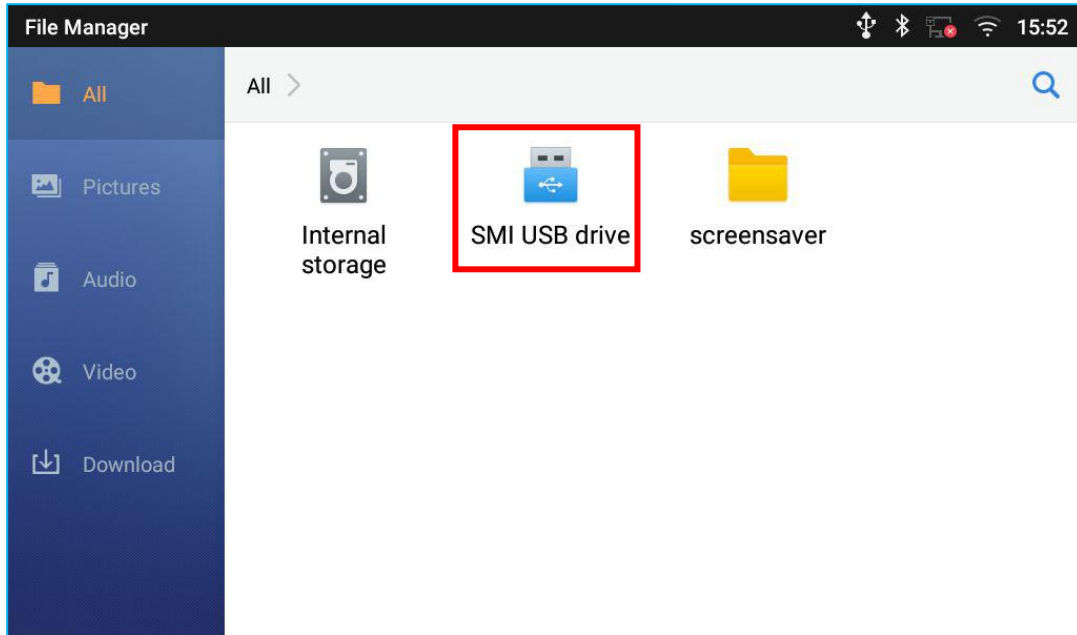 File Manager
15:52
All
All
Pictures
Audio
Video
Download
Internal
storage
SMI USB drive
screensaver